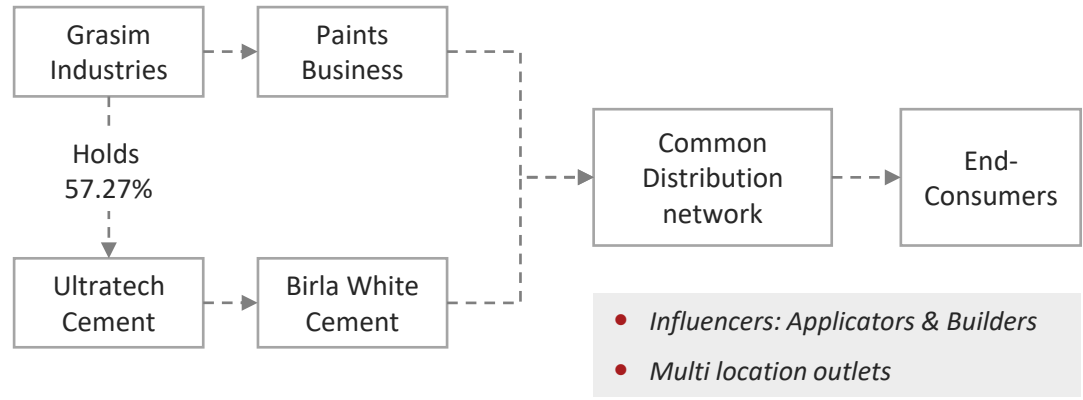 Grasim
Industries
Paints
Business
Holds
57.27%
Ultratech
Cement
Birla White
Cement
Common
Distribution
network
End-
Consumers
• Influencers: Applicators & Builders
• Multi location outlets